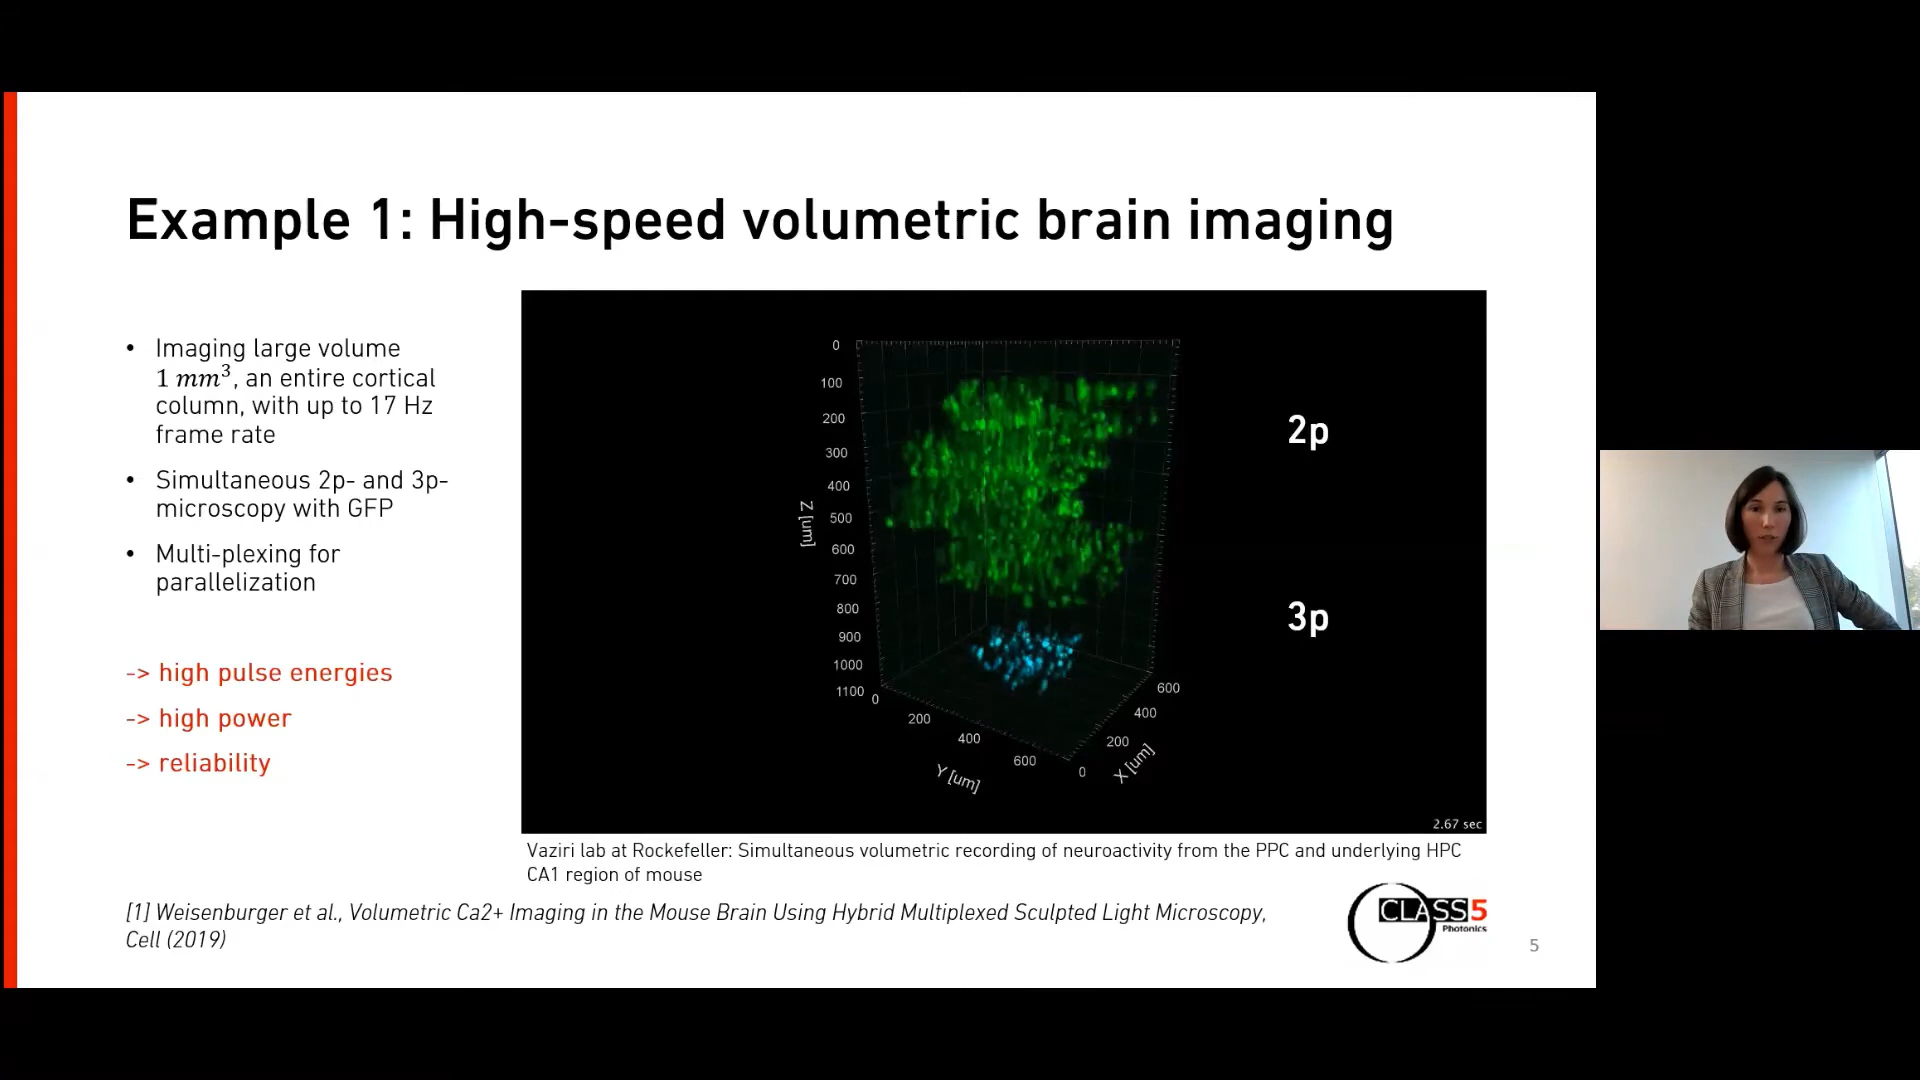 Example 1: High-speed volumetric brain imaging
• Imaging large volume
1 mm³, an entire cortical
column, with up to 17 Hz
frame rate
• Simultaneous 2p- and 3p-
microscopy with GFP
• Multi-plexing for
parallelization
-> high pulse energies
-> high power
-> reliability
0
100
200
300
400
500
600
700
800
900
1000
1100
Z [um]
0
200
400
600
Y [um]
0
200
400
600
X [um]
2p
3p
2.67 sec
Vaziri lab at Rockefeller: Simultaneous volumetric recording of neuroactivity from the PPC and underlying HPC
CA1 region of mouse
[1] Weisenburger et al., Volumetric Ca2+ Imaging in the Mouse Brain Using Hybrid Multiplexed Sculpted Light Microscopy,
Cell (2019)
CLASS5
Photonics
5